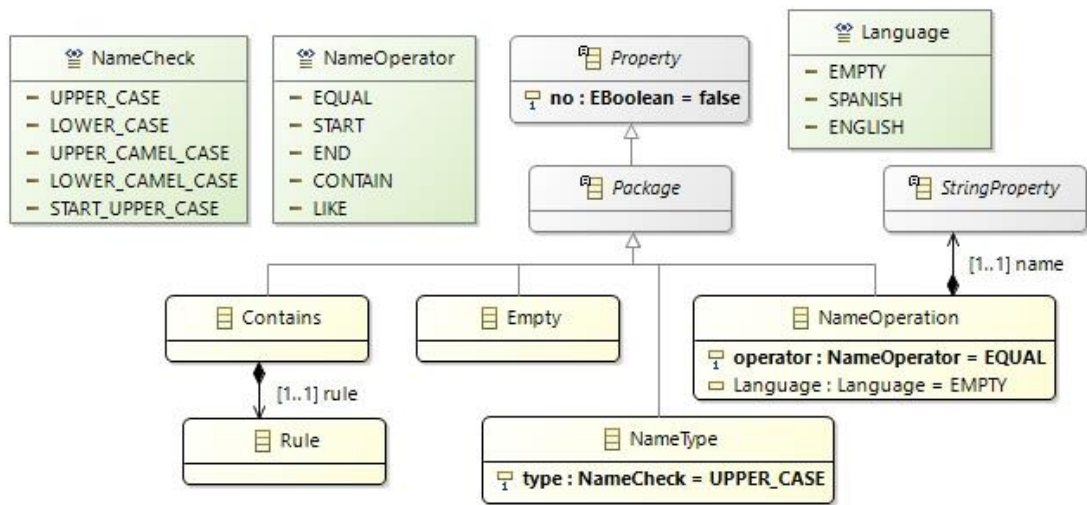 NameCheck
UPPER_CASE
LOWER_CASE
UPPER_CAMEL_CASE
LOWER_CAMEL_CASE
START_UPPER_CASE
NameOperator
EQUAL
START
END
CONTAIN
LIKE
Property
no : EBoolean = false
Language
EMPTY
SPANISH
ENGLISH
Package
StringProperty
[1..1] name
Contains
Empty
NameOperation
operator : NameOperator = EQUAL
Language : Language = EMPTY
[1..1] rule
Rule
NameType
type : NameCheck = UPPER_CASE